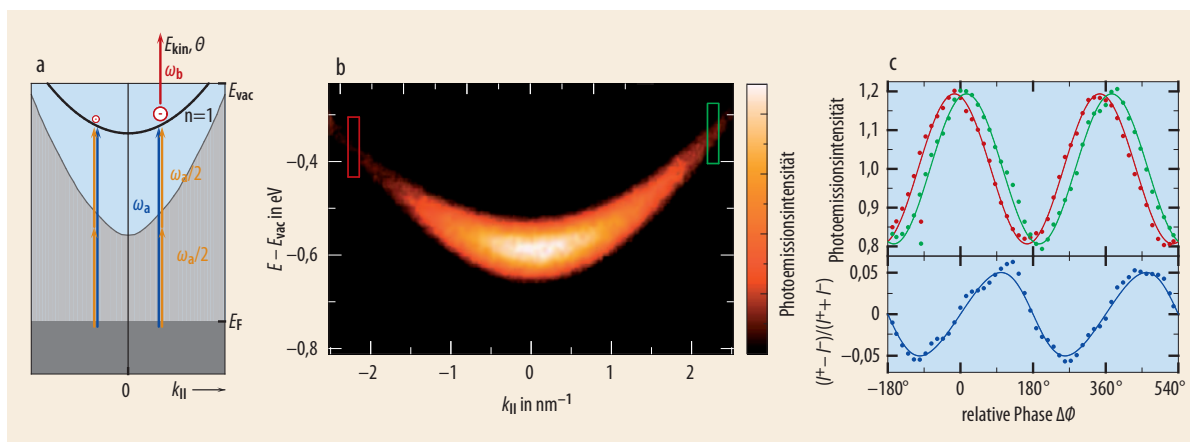 a
E_kin, θ
ω_b
E_vac
n=1
ω_a/2
ω_a
ω_a/2
E_F
0
k_II
b
−0,4
−0,6
−0,8
E – E_vac in eV
−2
−1
0
1
2
k_II in nm⁻¹
Photoemissionsintensität
c
1,2
1,1
1,0
0,9
0,8
Photoemissionsintensität
0,05
0
−0,05
(I⁺ – I⁻)/(I⁺ + I⁻)
−180°
0
180°
360°
540°
relative Phase ΔΦ